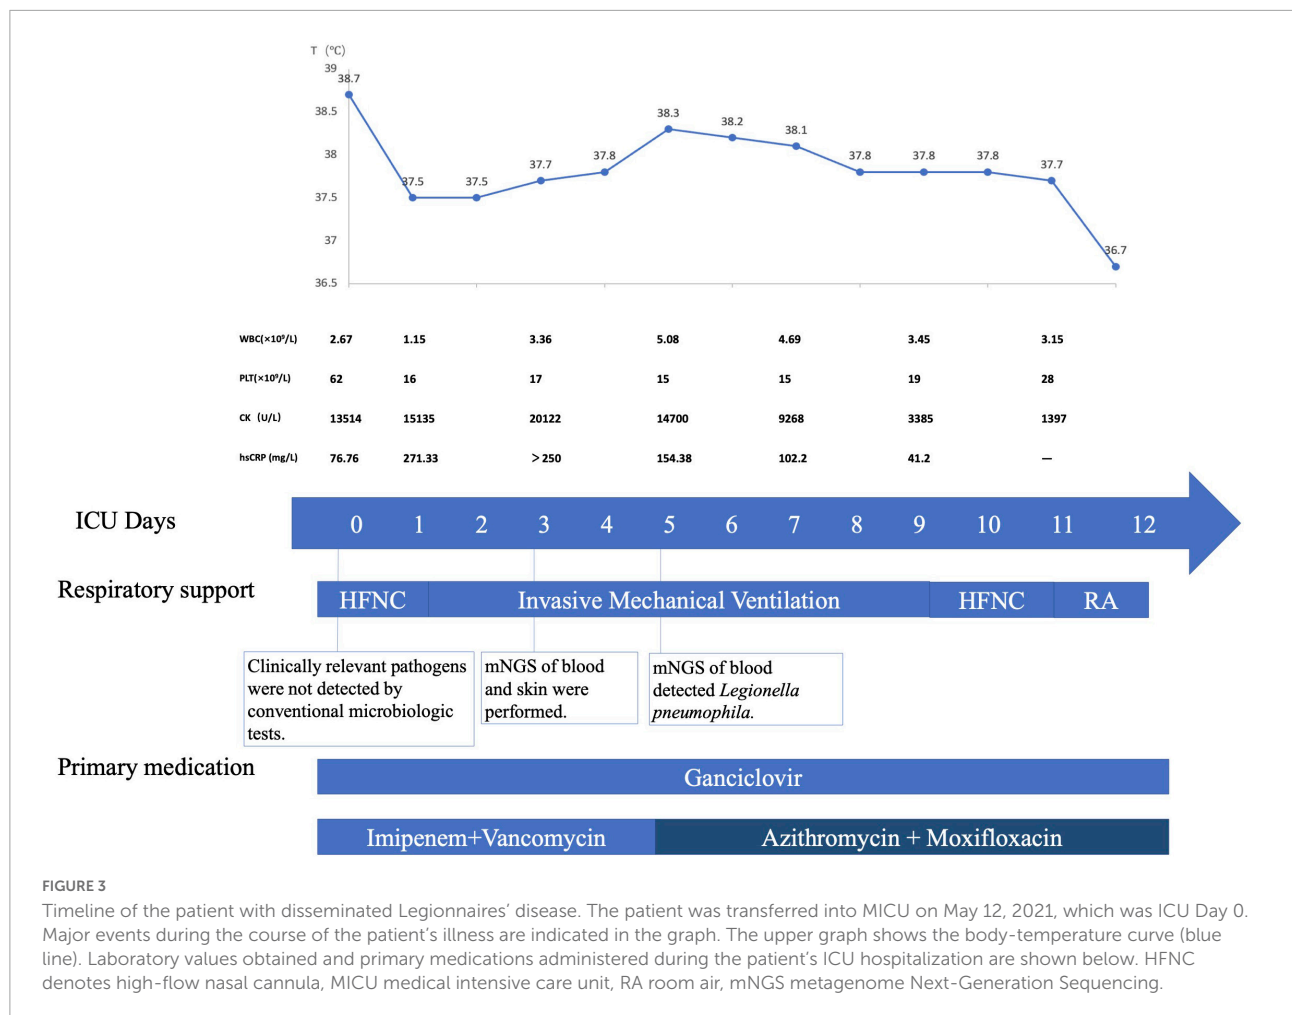 T (℃)
39
38.7
38.5
38.3
38.2
38.1
38
37.8
37.8
37.8
37.8
37.7
37.7
37.5
37.5
37.5
37
36.7
36.5
WBC(×10⁹/L) 2.67 1.15 3.36 5.08 4.69 3.45 3.15
PLT(×10⁹/L) 62 16 17 15 15 19 28
CK (U/L) 13514 15135 20122 14700 9268 3385 1397
hsCRP (mg/L) 76.76 271.33 >250 154.38 102.2 41.2 —
ICU Days 0 1 2 3 4 5 6 7 8 9 10 11 12
Respiratory support HFNC Invasive Mechanical Ventilation HFNC RA
Clinically relevant pathogens
were not detected by
conventional microbiologic
tests.
mNGS of blood
and skin were
performed.
mNGS of blood
detected Legionella
pneumophila.
Primary medication Ganciclovir
Imipenem+Vancomycin Azithromycin + Moxifloxacin
FIGURE 3
Timeline of the patient with disseminated Legionnaires’ disease. The patient was transferred into MICU on May 12, 2021, which was ICU Day 0.
Major events during the course of the patient’s illness are indicated in the graph. The upper graph shows the body-temperature curve (blue
line). Laboratory values obtained and primary medications administered during the patient’s ICU hospitalization are shown below. HFNC
denotes high-flow nasal cannula, MICU medical intensive care unit, RA room air, mNGS metagenome Next-Generation Sequencing.